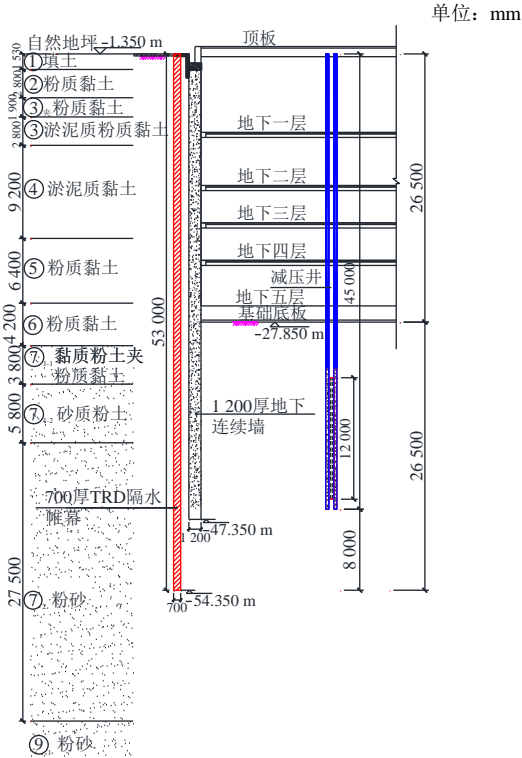 单位：mm
自然地坪
-1.350 m
顶板
1 530
①填土
2 800
②粉质黏土
1 900
③夹粉质黏土
2 800
③淤泥质粉质黏土
地下一层
9 200
④淤泥质黏土
地下二层
地下三层
26 500
6 400
⑤粉质黏土
地下四层
减压井
45 000
地下五层
基础底板
-27.850 m
4 200
⑥粉质黏土
53 000
3 800
⑦黏质粉土夹
粉质黏土
5 800
⑦砂质粉土
1 200厚地下
连续墙
12 000
26 500
700厚TRD隔水
帷幕
1 200
-47.350 m
8 000
27 500
⑦粉砂
700
-54.350 m
⑨粉砂